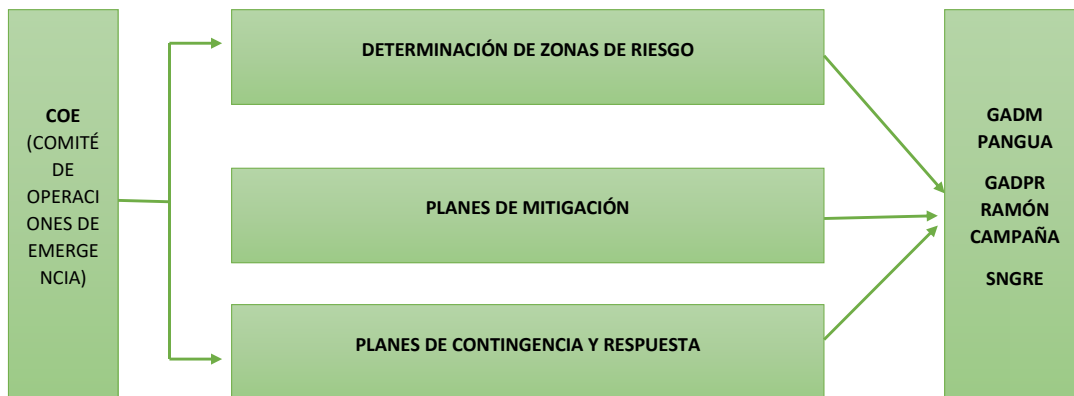 COE
(COMITÉ
DE
OPERACI
ONES DE
EMERGE
NCIA)
DETERMINACIÓN DE ZONAS DE RIESGO
PLANES DE MITIGACIÓN
PLANES DE CONTINGENCIA Y RESPUESTA
GADM
PANGUA
GADPR
RAMÓN
CAMPAÑA
SNGRE